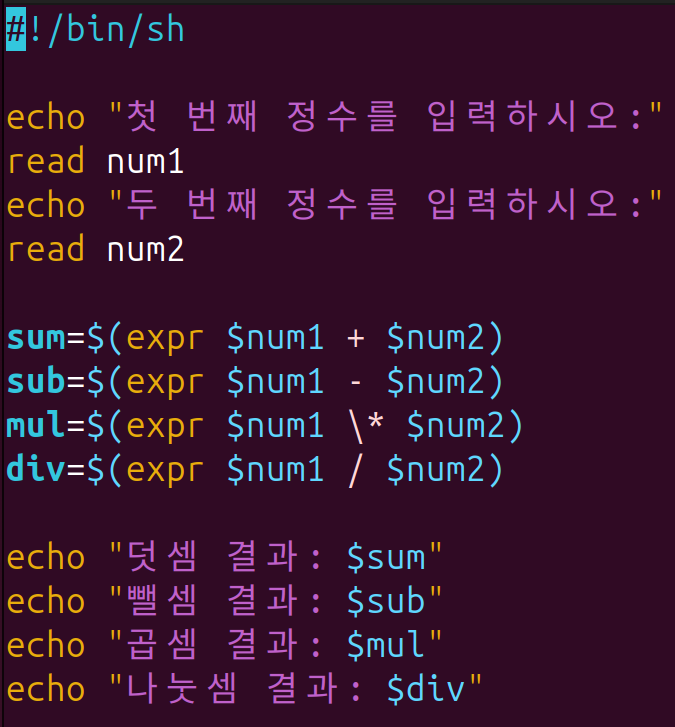 #!/bin/sh
echo "첫 번째 정수를 입력하시오:"
read num1
echo "두 번째 정수를 입력하시오:"
read num2
sum=$(expr $num1 + $num2)
sub=$(expr $num1 - $num2)
mul=$(expr $num1 \* $num2)
div=$(expr $num1 / $num2)
echo "덧셈 결과: $sum"
echo "뺄셈 결과: $sub"
echo "곱셈 결과: $mul"
echo "나눗셈 결과: $div"